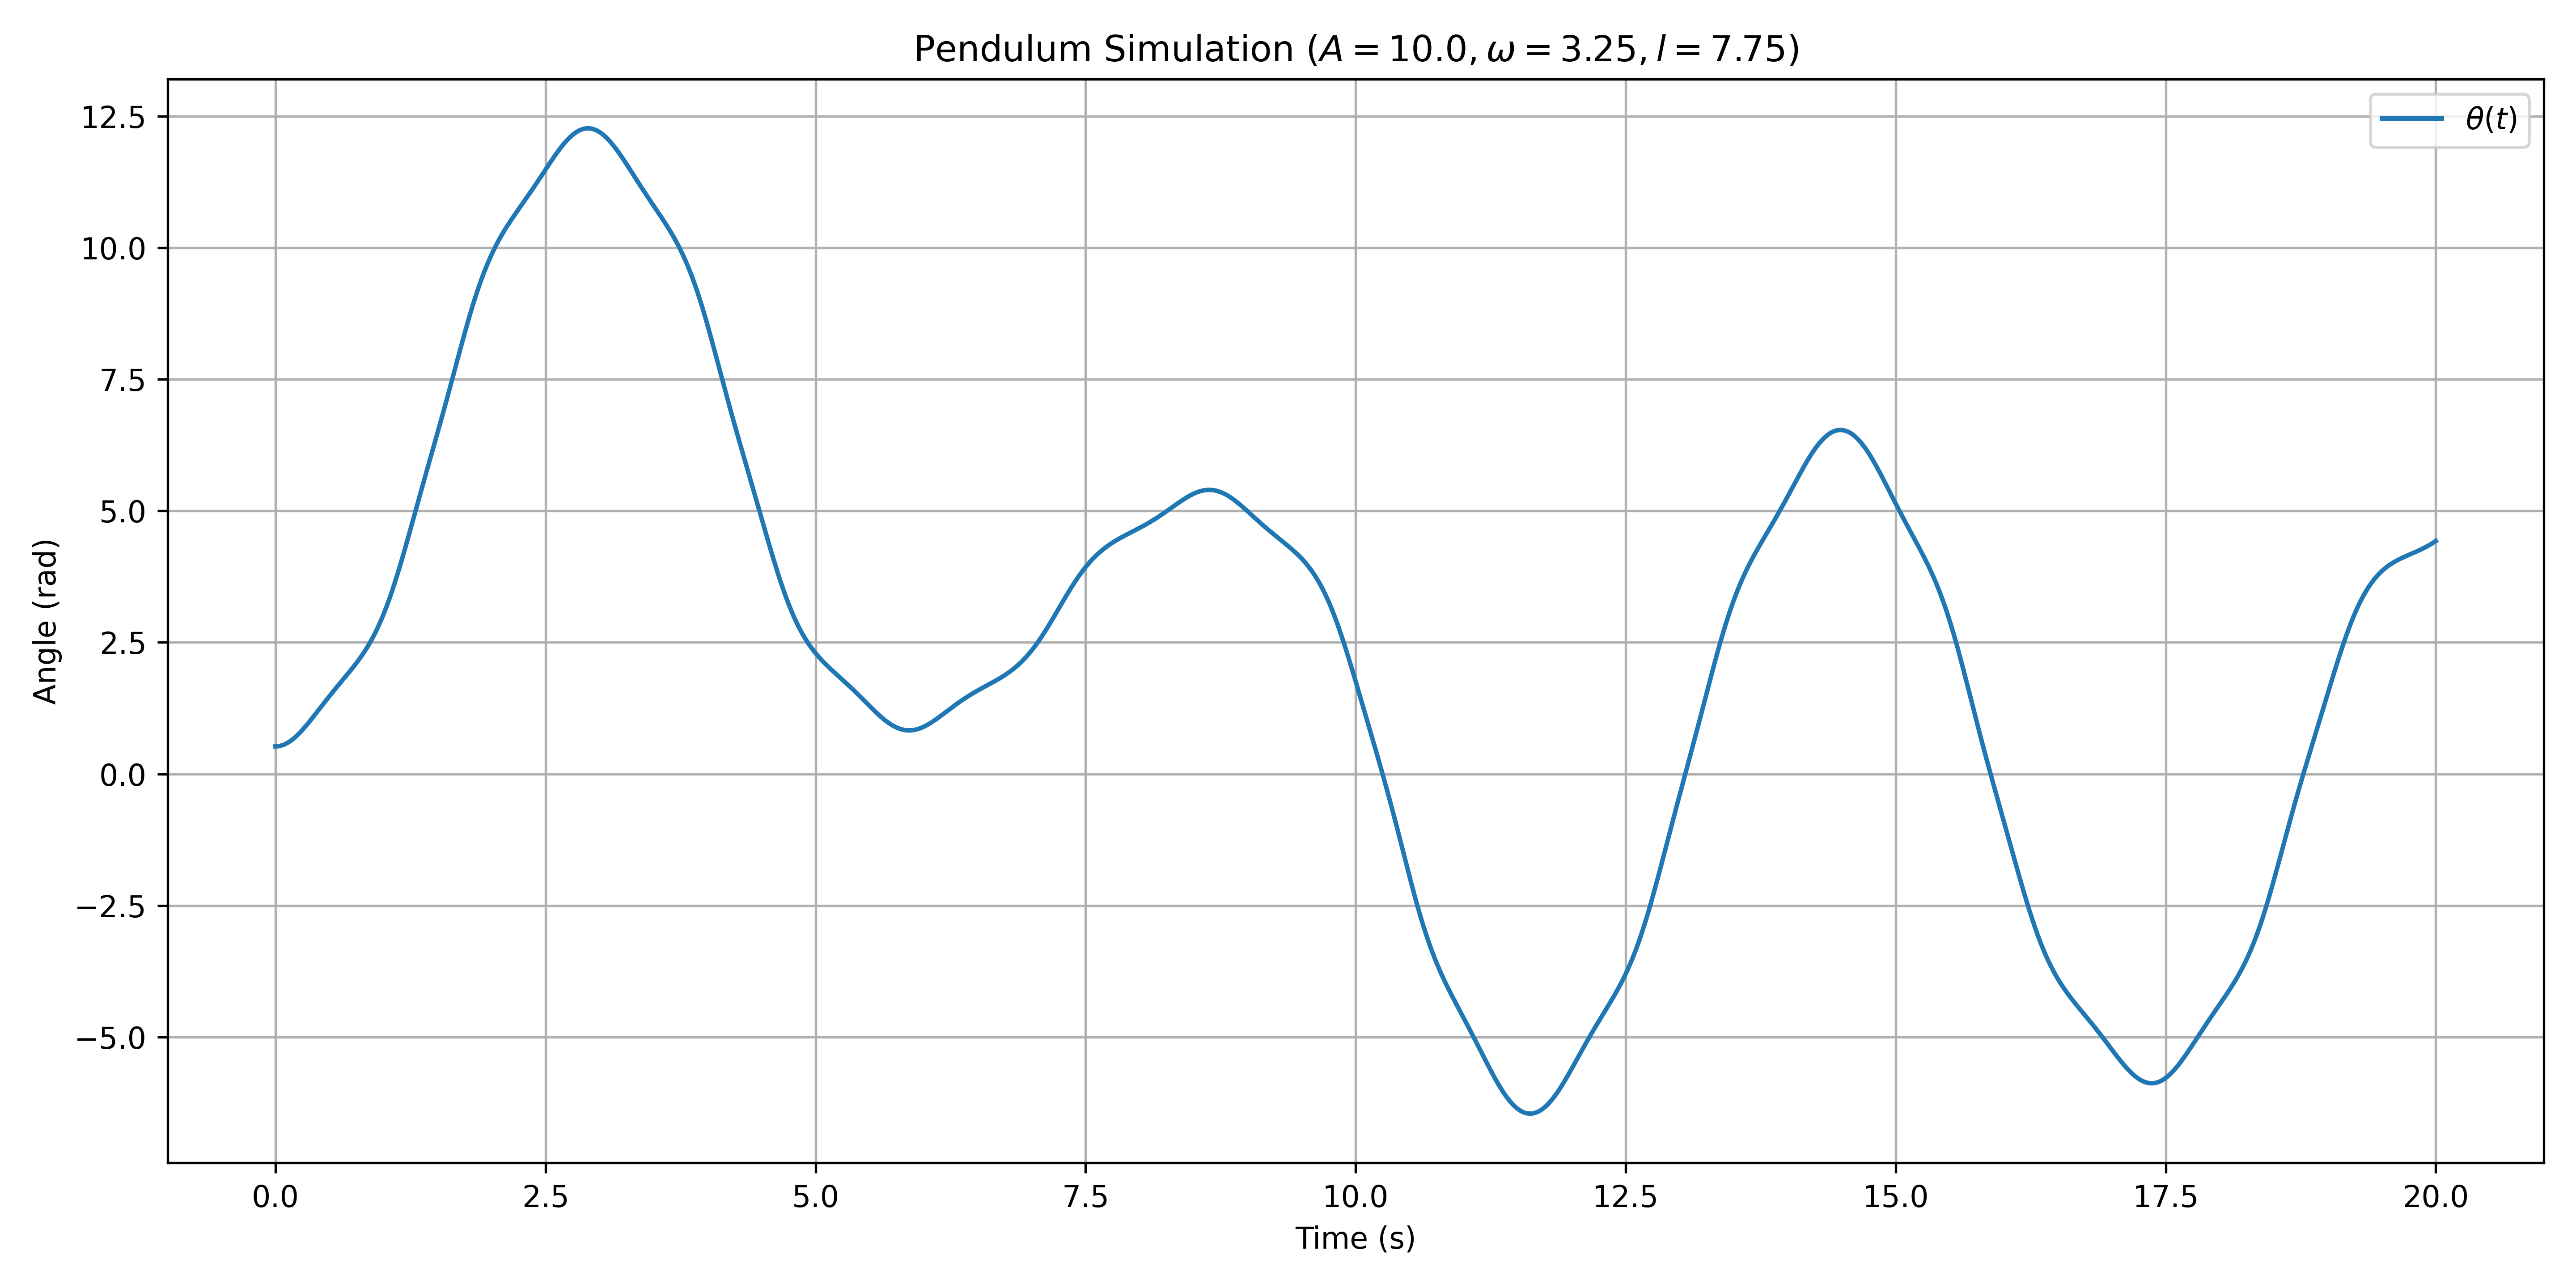 Pendulum Simulation (A = 10.0, ω = 3.25, l = 7.75)
θ(t)
12.5
10.0
7.5
5.0
2.5
0.0
−2.5
−5.0
Angle (rad)
0.0 2.5 5.0 7.5 10.0 12.5 15.0 17.5 20.0
Time (s)